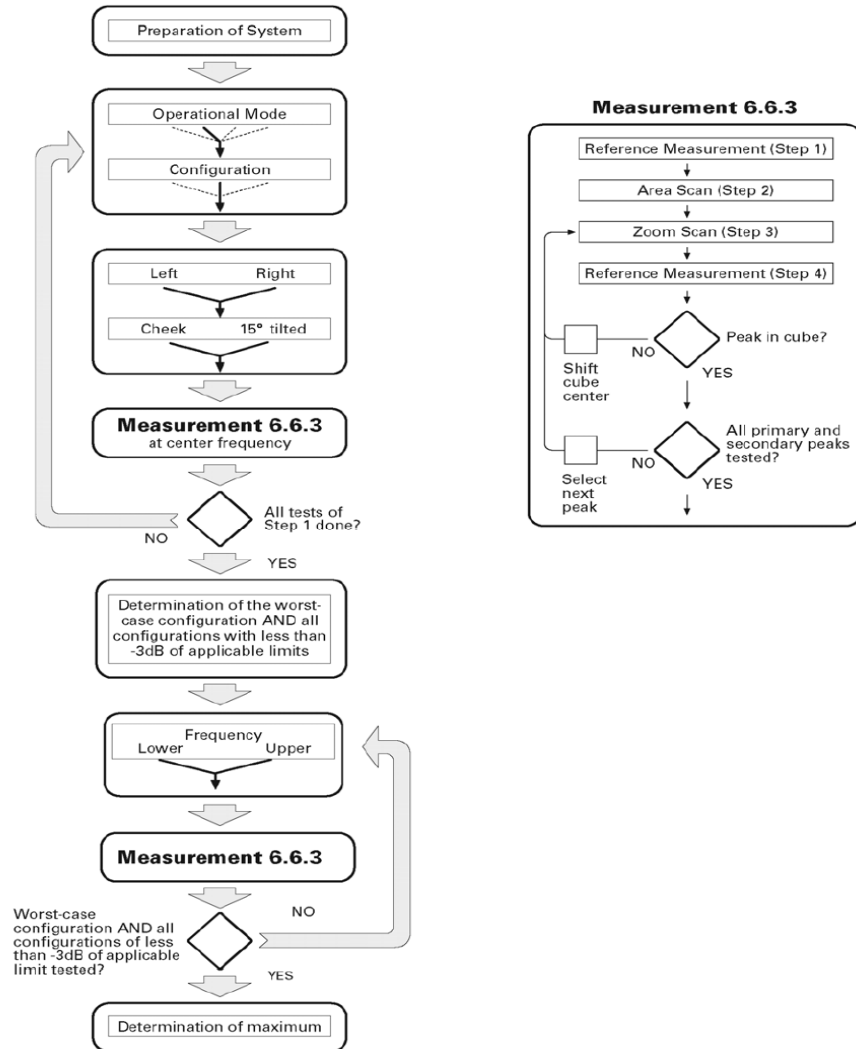 Preparation of System
Operational Mode
Configuration
Left Right
Cheek 15° tilted
Measurement 6.6.3
at center frequency
All tests of
Step 1 done?
NO
YES
Determination of the worst-
case configuration AND all
configurations with less than
-3dB of applicable limits
Frequency
Lower Upper
Measurement 6.6.3
Worst-case
configuration AND all
configurations of less
than -3dB of applicable
limit tested?
NO
YES
Determination of maximum
Measurement 6.6.3
Reference Measurement (Step 1)
Area Scan (Step 2)
Zoom Scan (Step 3)
Reference Measurement (Step 4)
Peak in cube?
NO
YES
Shift
cube
center
All primary and
secondary peaks
tested?
NO
YES
Select
next
peak